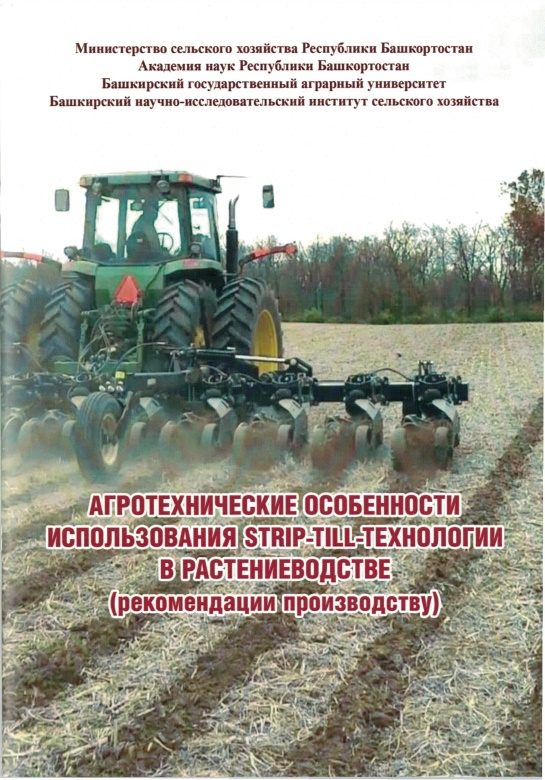 Министерство сельского хозяйства Республики Башкортостан
Академия наук Республики Башкортостан
Башкирский государственный аграрный университет
Башкирский научно-исследовательский институт сельского хозяйства
АГРОТЕХНИЧЕСКИЕ ОСОБЕННОСТИ
ИСПОЛЬЗОВАНИЯ STRIP-TILL-ТЕХНОЛОГИИ
В РАСТЕНИЕВОДСТВЕ
(рекомендации производству)